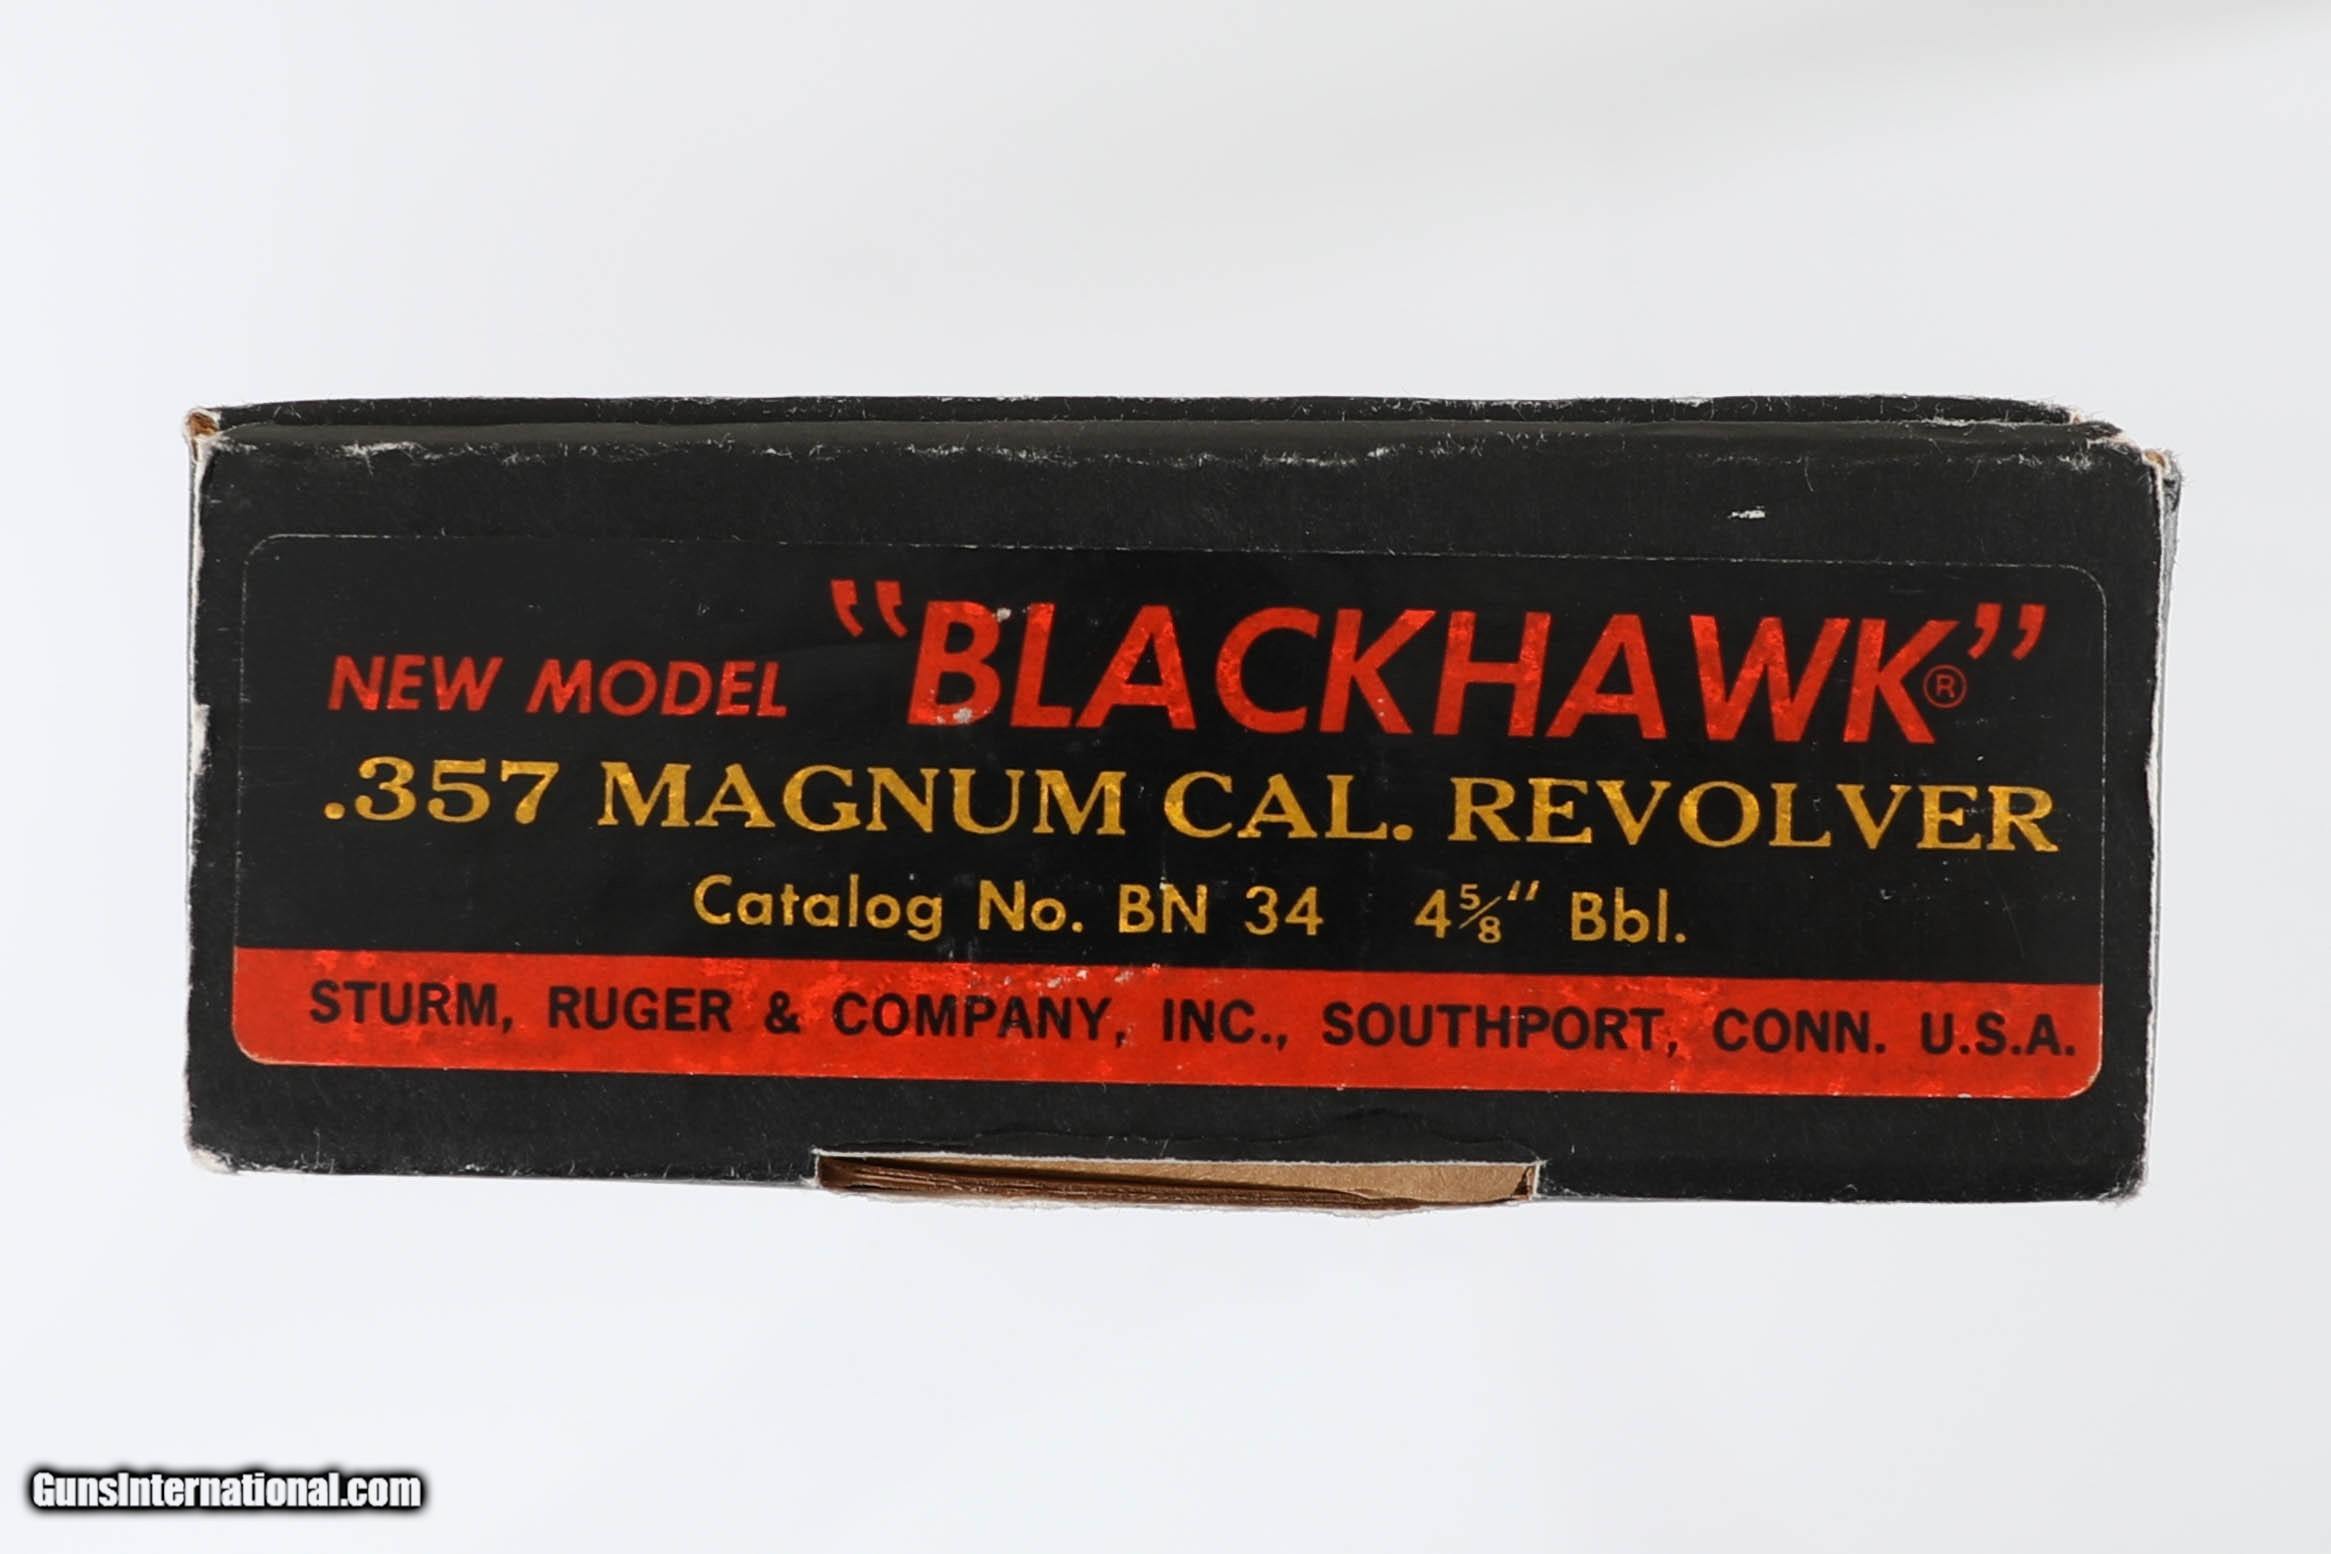 NEW MODEL "BLACKHAWK®"
.357 MAGNUM CAL. REVOLVER
Catalog No. BN 34 4⅝" Bbl.
STURM, RUGER & COMPANY, INC., SOUTHPORT, CONN. U.S.A.
GunsInternational.com